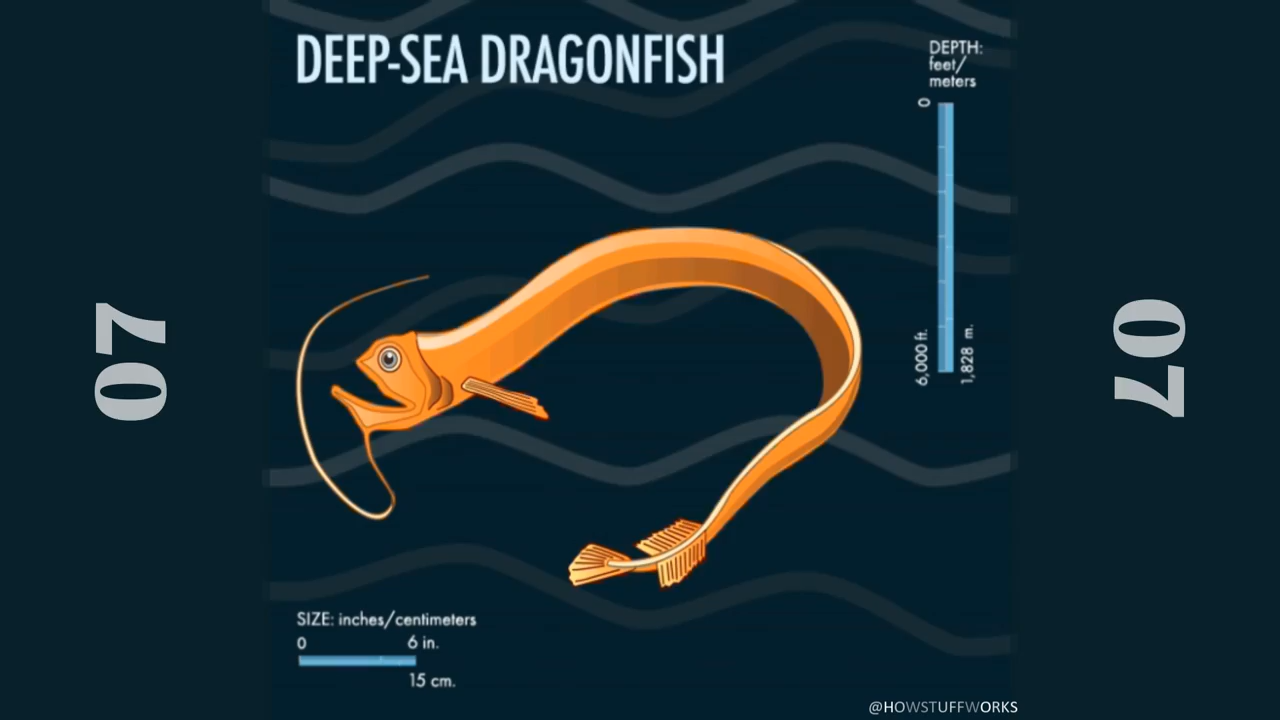 DEEP-SEA DRAGONFISH
DEPTH:
feet/
meters
0
6,000 ft.
1,828 m.
07
07
SIZE: inches/centimeters
0 6 in.
15 cm.
@HOWSTUFFWORKS